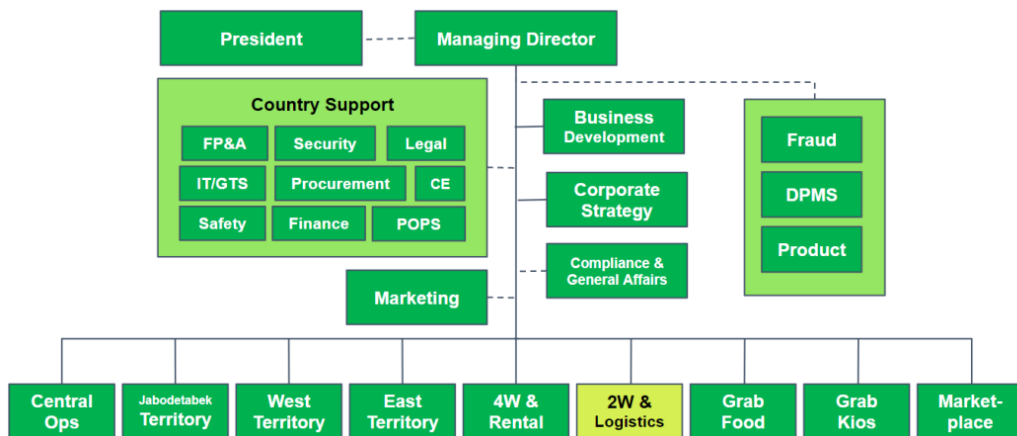 President
Managing Director
Country Support
FP&A
Security
Legal
IT/GTS
Procurement
CE
Safety
Finance
POPS
Business
Development
Corporate
Strategy
Compliance &
General Affairs
Marketing
Fraud
DPMS
Product
Central
Ops
Jabodetabek
Territory
West
Territory
East
Territory
4W &
Rental
2W &
Logistics
Grab
Food
Grab
Kios
Market-
place